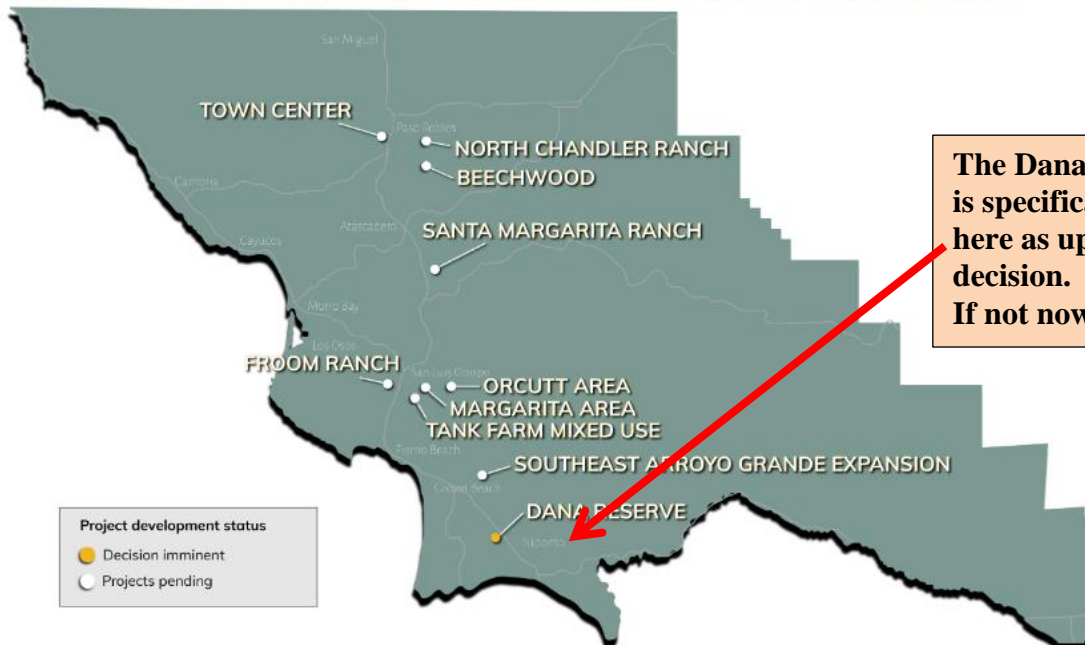 San Miguel
TOWN CENTER
Paso Robles
NORTH CHANDLER RANCH
BEECHWOOD
Cambria
Atascadero
SANTA MARGARITA RANCH
Cayucos
Morro Bay
Los Osos
FROOM RANCH
San Luis Obispo
ORCUTT AREA
MARGARITA AREA
TANK FARM MIXED USE
Pismo Beach
SOUTHEAST ARROYO GRANDE EXPANSION
Grover Beach
DANA RESERVE
Nipomo
Project development status
Decision imminent
Projects pending
The Dana
is specific
here as up
decision.
If not now